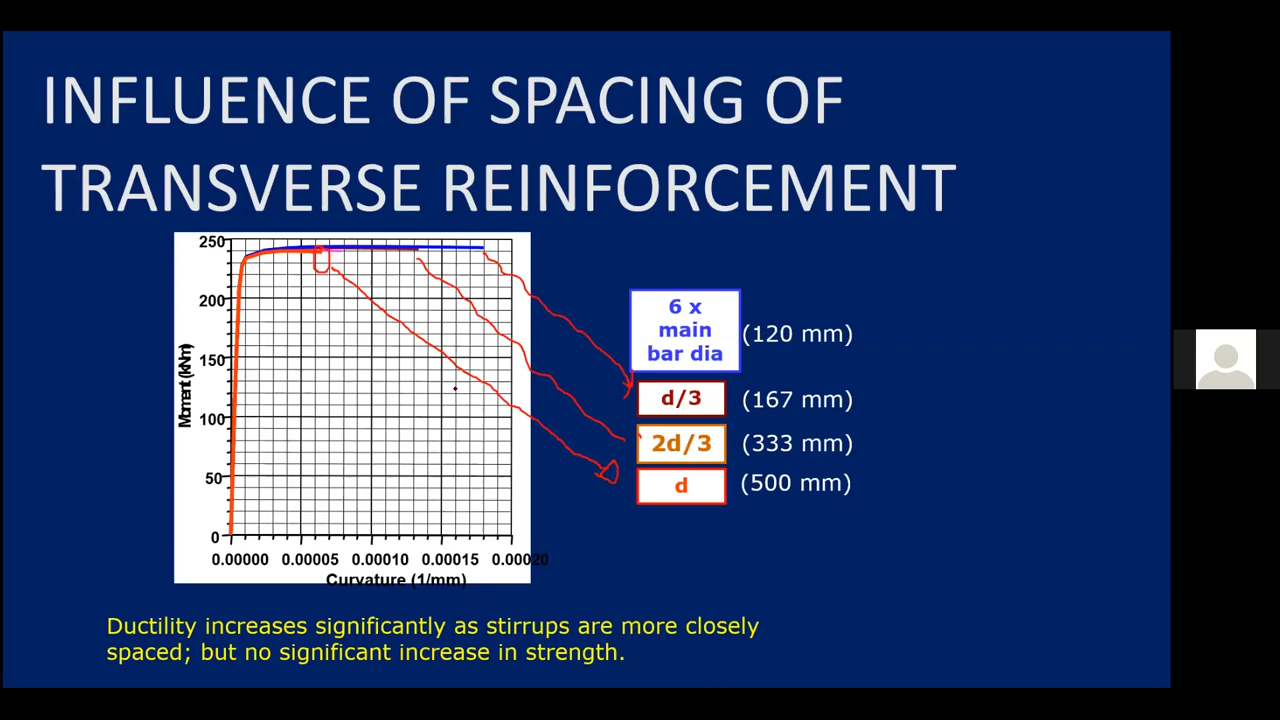 INFLUENCE OF SPACING OF
TRANSVERSE REINFORCEMENT
250
200
150
100
50
0
Moment (kNm)
0.00000 0.00005 0.00010 0.00015 0.00020
Curvature (1/mm)
6 x
main
bar dia
(120 mm)
d/3
(167 mm)
2d/3
(333 mm)
d
(500 mm)
Ductility increases significantly as stirrups are more closely
spaced; but no significant increase in strength.